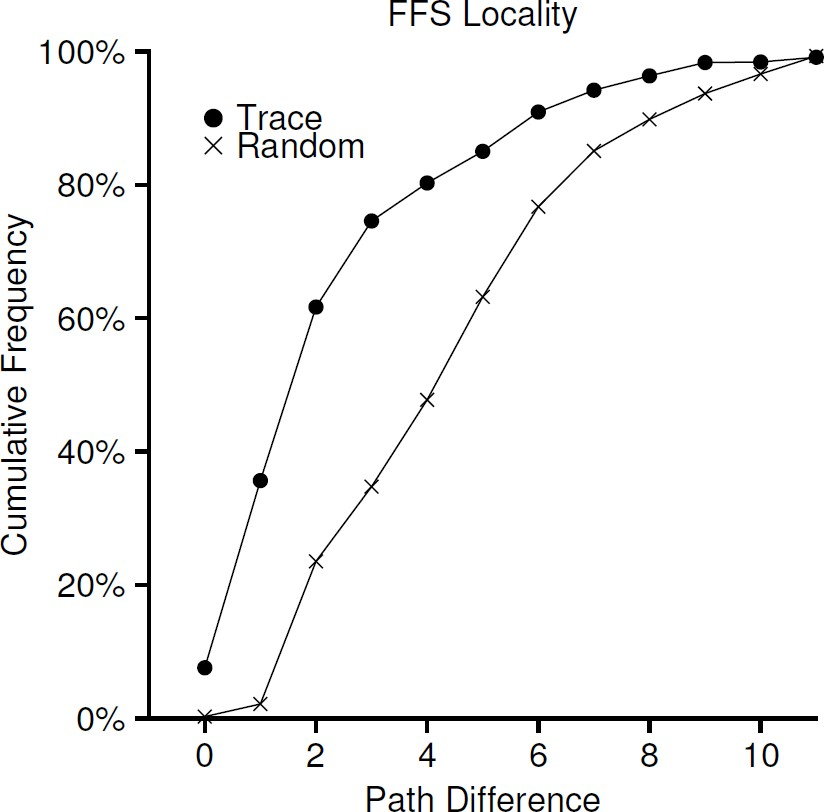 FFS Locality
100%
80%
60%
40%
20%
0%
Cumulative Frequency
Trace
Random
0 2 4 6 8 10
Path Difference